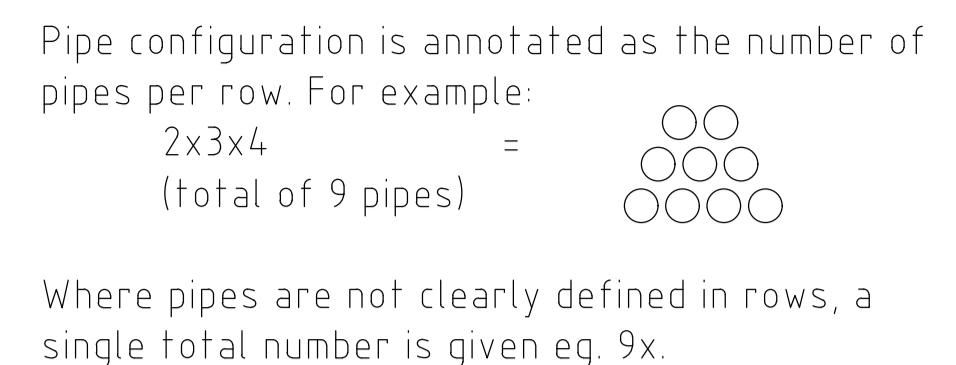 Pipe configuration is annotated as the number of
pipes per row. For example:
2x3x4 =
(total of 9 pipes)
Where pipes are not clearly defined in rows, a
single total number is given eg. 9x.